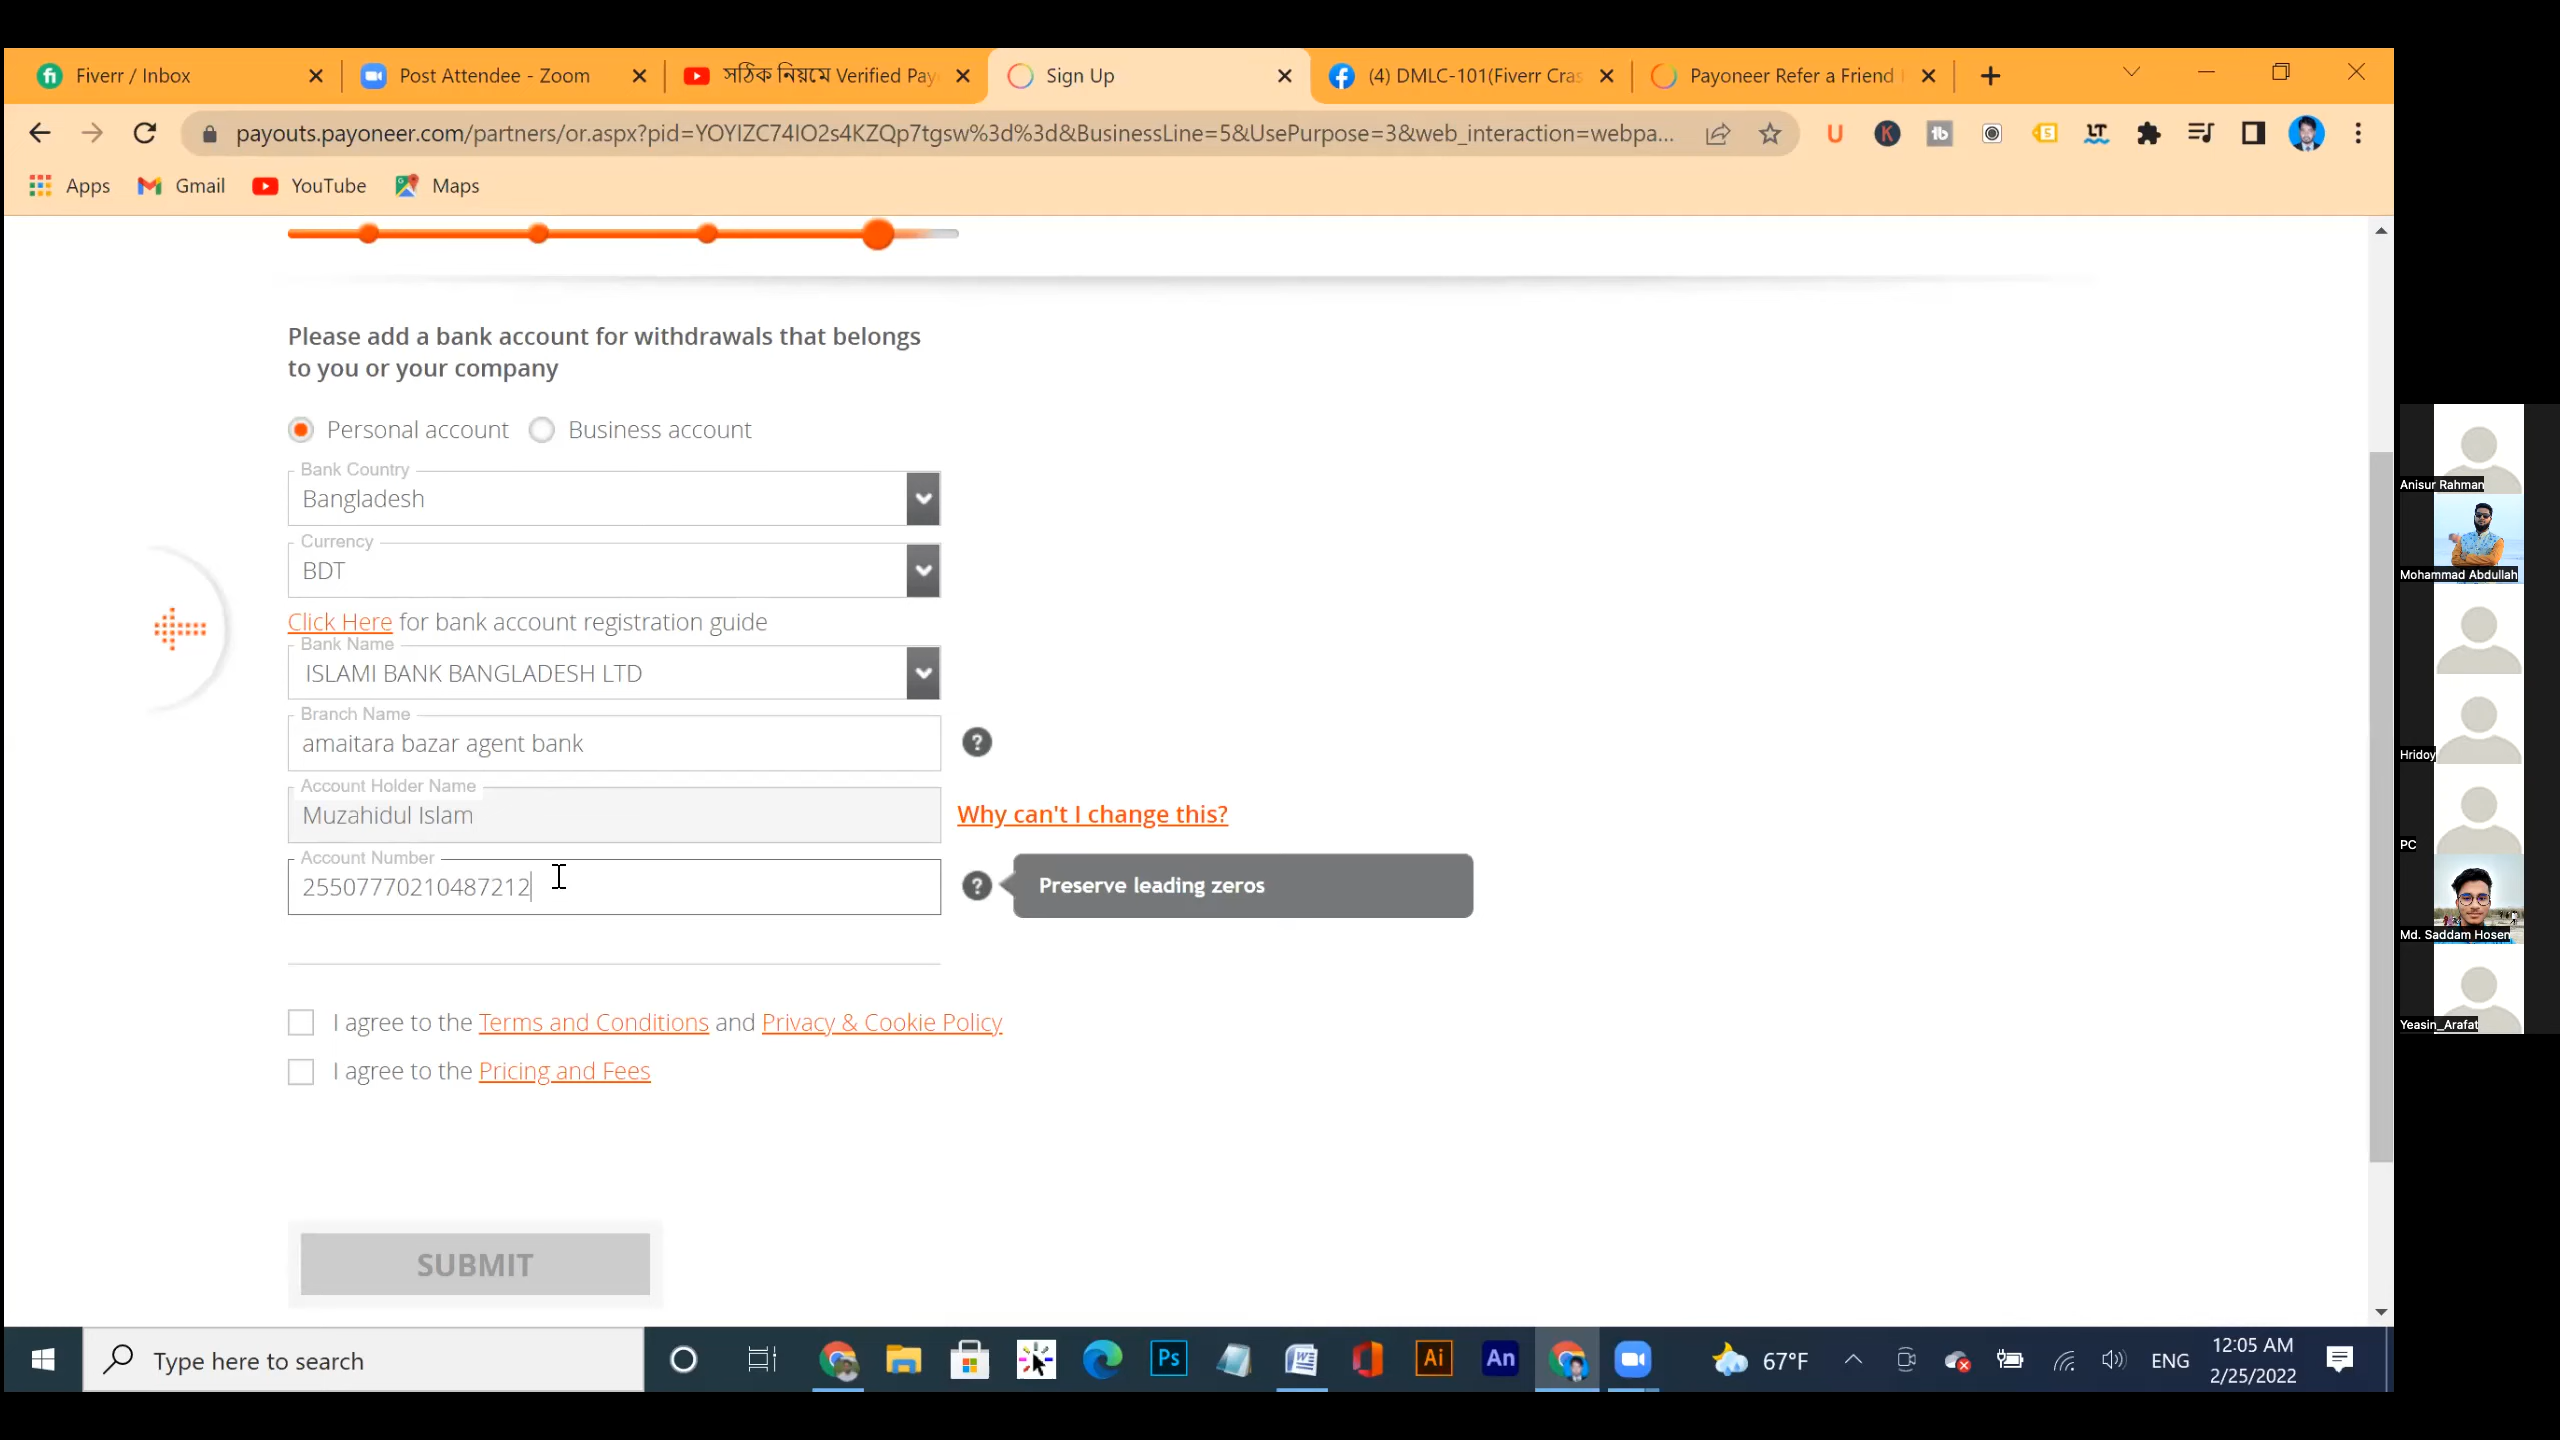 Fiverr / Inbox
Post Attendee - Zoom
সঠিক নিয়মে Verified Pay
Sign Up
(4) DMLC-101(Fiverr Cras
Payoneer Refer a Friend
payouts.payoneer.com/partners/or.aspx?pid=YOYIZC74IO2s4KZQp7tgsw%3d%3d&BusinessLine=5&UsePurpose=3&web_interaction=webpa...
Apps
Gmail
YouTube
Maps
Please add a bank account for withdrawals that belongs
to you or your company
Personal account
Business account
Bank Country
Bangladesh
Currency
BDT
Click Here for bank account registration guide
Bank Name
ISLAMI BANK BANGLADESH LTD
Branch Name
amaitara bazar agent bank
Account Holder Name
Muzahidul Islam
Why can't I change this?
Account Number
25507770210487212
Preserve leading zeros
I agree to the Terms and Conditions and Privacy & Cookie Policy
I agree to the Pricing and Fees
SUBMIT
Anisur Rahman
Mohammad Abdullah
Hridoy
PC
Md. Saddam Hosen
Yeasin_Arafat
Type here to search
Ps
Ai
An
67°F
ENG
12:05 AM
2/25/2022